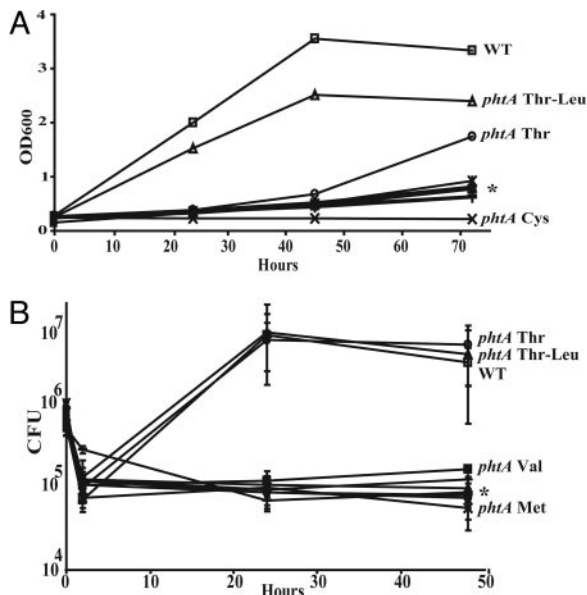 A
4
3
2
1
0
OD600
0 10 20 30 40 50 60 70
Hours
WT
phtA Thr-Leu
phtA Thr
*
phtA Cys
B
10^7
10^6
10^5
10^4
CFU
0 10 20 30 40 50
Hours
phtA Thr
phtA Thr-Leu
WT
phtA Val
*
phtA Met